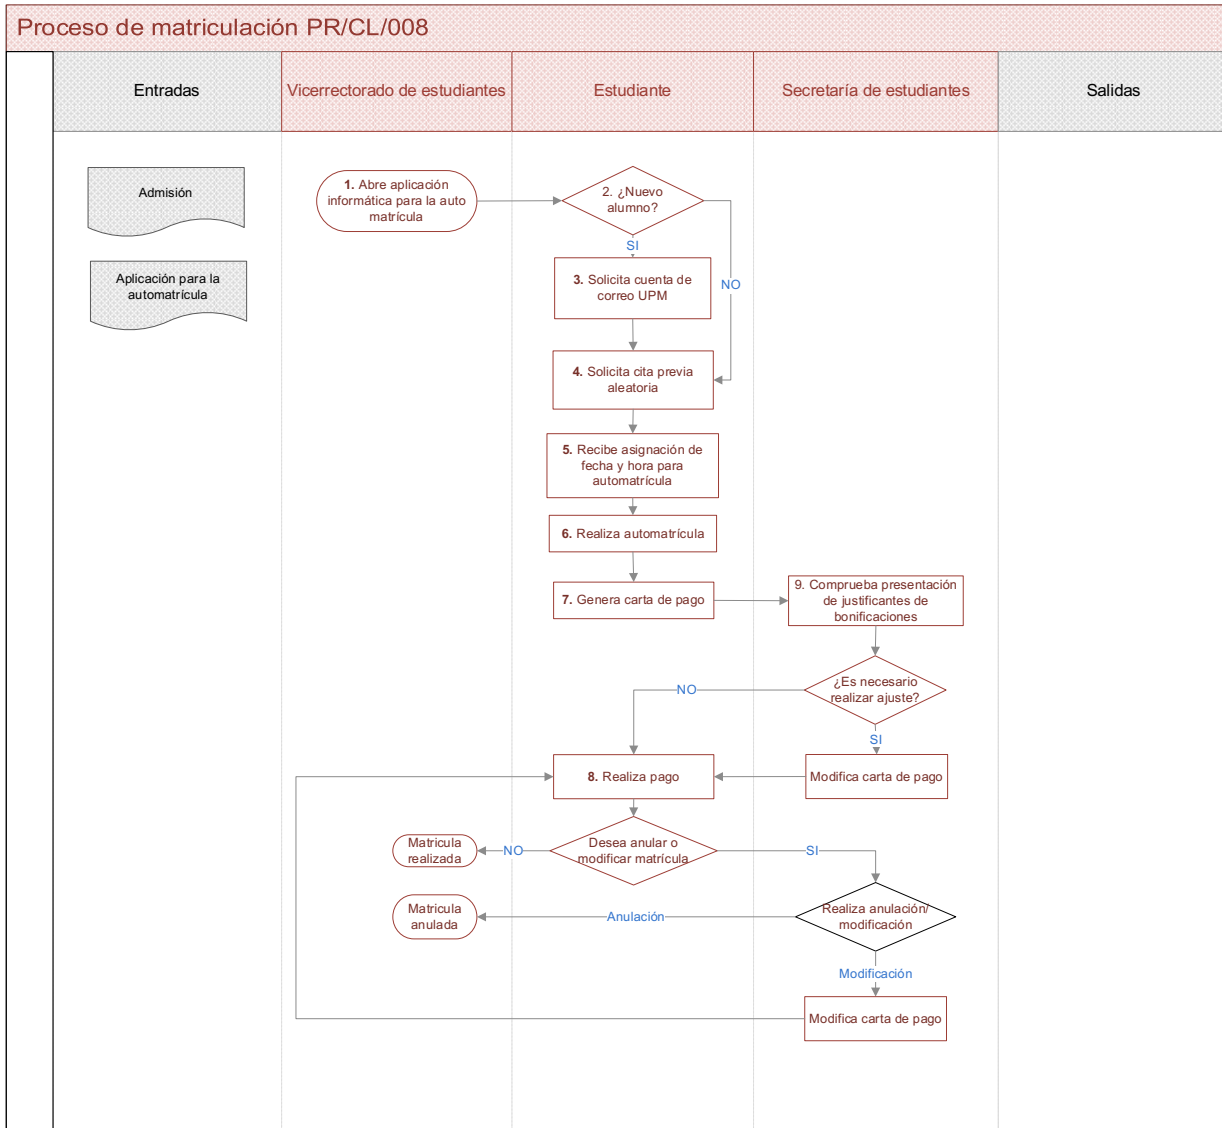 Proceso de matriculación PR/CL/008
Entradas
Vicerrectorado de estudiantes
Estudiante
Secretaría de estudiantes
Salidas
Admisión
1. Abre aplicación
informática para la auto
matrícula
2. ¿Nuevo
alumno?
SI
NO
Aplicación para la
automatrícula
3. Solicita cuenta de
correo UPM
4. Solicita cita previa
aleatoria
5. Recibe asignación de
fecha y hora para
automatrícula
6. Realiza automatrícula
7. Genera carta de pago
9. Comprueba presentación
de justificantes de
bonificaciones
¿Es necesario
realizar ajuste?
NO
SI
8. Realiza pago
Modifica carta de pago
Desea anular o
modificar matrícula
NO
SI
Matricula
realizada
Matricula
anulada
Anulación
Realiza anulación/
modificación
Modificación
Modifica carta de pago